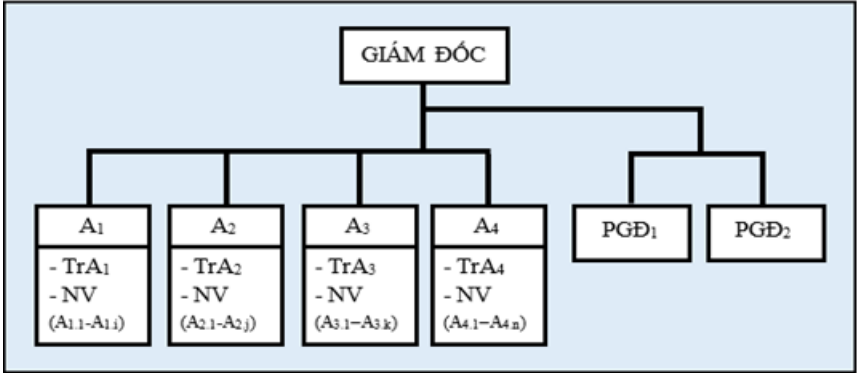 GIÁM ĐỐC
A₁
- TrA₁
- NV
(A₁.₁-A₁.ᵢ)
A₂
- TrA₂
- NV
(A₂.₁-A₂.ⱼ)
A₃
- TrA₃
- NV
(A₃.₁–A₃.ₖ)
A₄
- TrA₄
- NV
(A₄.₁–A₄.ₙ)
PGĐ₁
PGĐ₂